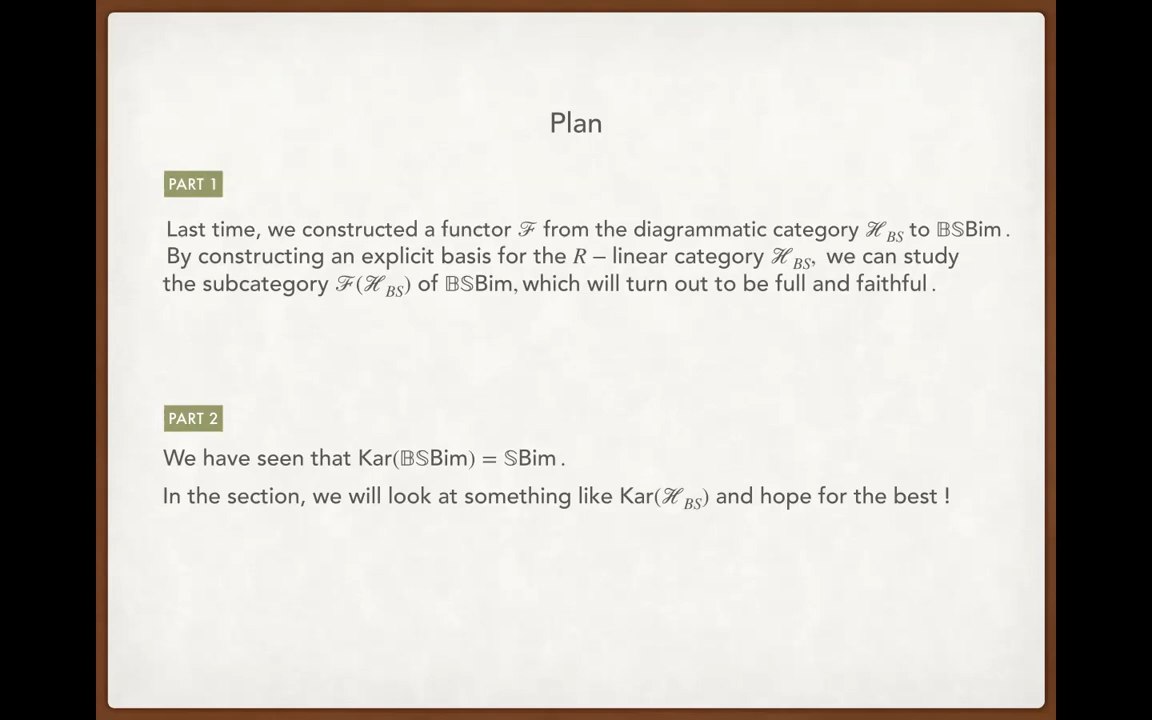 Plan
PART 1
Last time, we constructed a functor ℱ from the diagrammatic category ℋ_BS to 𝔹𝕊Bim .
By constructing an explicit basis for the R – linear category ℋ_BS, we can study
the subcategory ℱ(ℋ_BS) of 𝔹𝕊Bim, which will turn out to be full and faithful .
PART 2
We have seen that Kar(𝔹𝕊Bim) = 𝕊Bim .
In the section, we will look at something like Kar(ℋ_BS) and hope for the best !